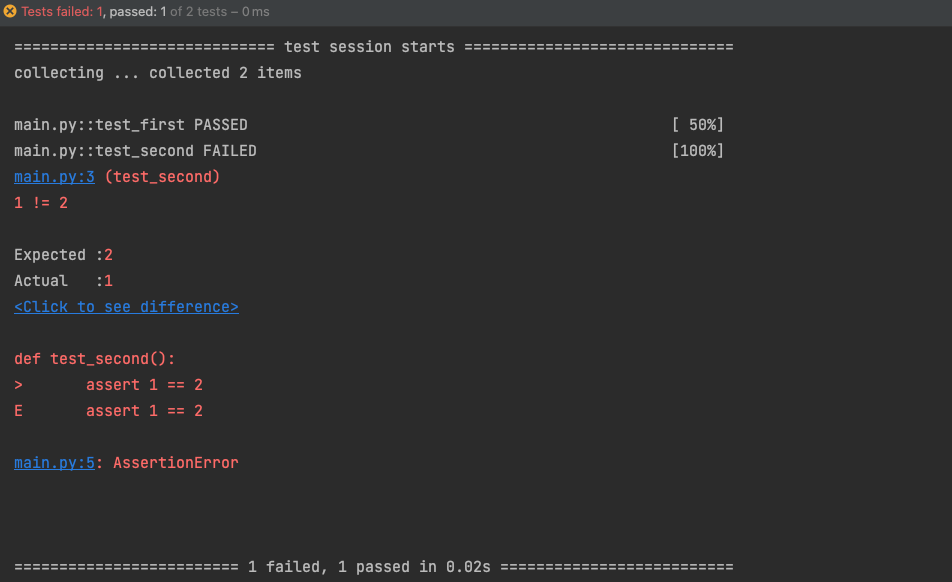 Tests failed: 1, passed: 1 of 2 tests – 0 ms
============================= test session starts ==============================
collecting ... collected 2 items
main.py::test_first PASSED [ 50%]
main.py::test_second FAILED [100%]
main.py:3 (test_second)
1 != 2
Expected :2
Actual   :1
<Click to see difference>
def test_second():
>       assert 1 == 2
E       assert 1 == 2
main.py:5: AssertionError
========================= 1 failed, 1 passed in 0.02s ==========================